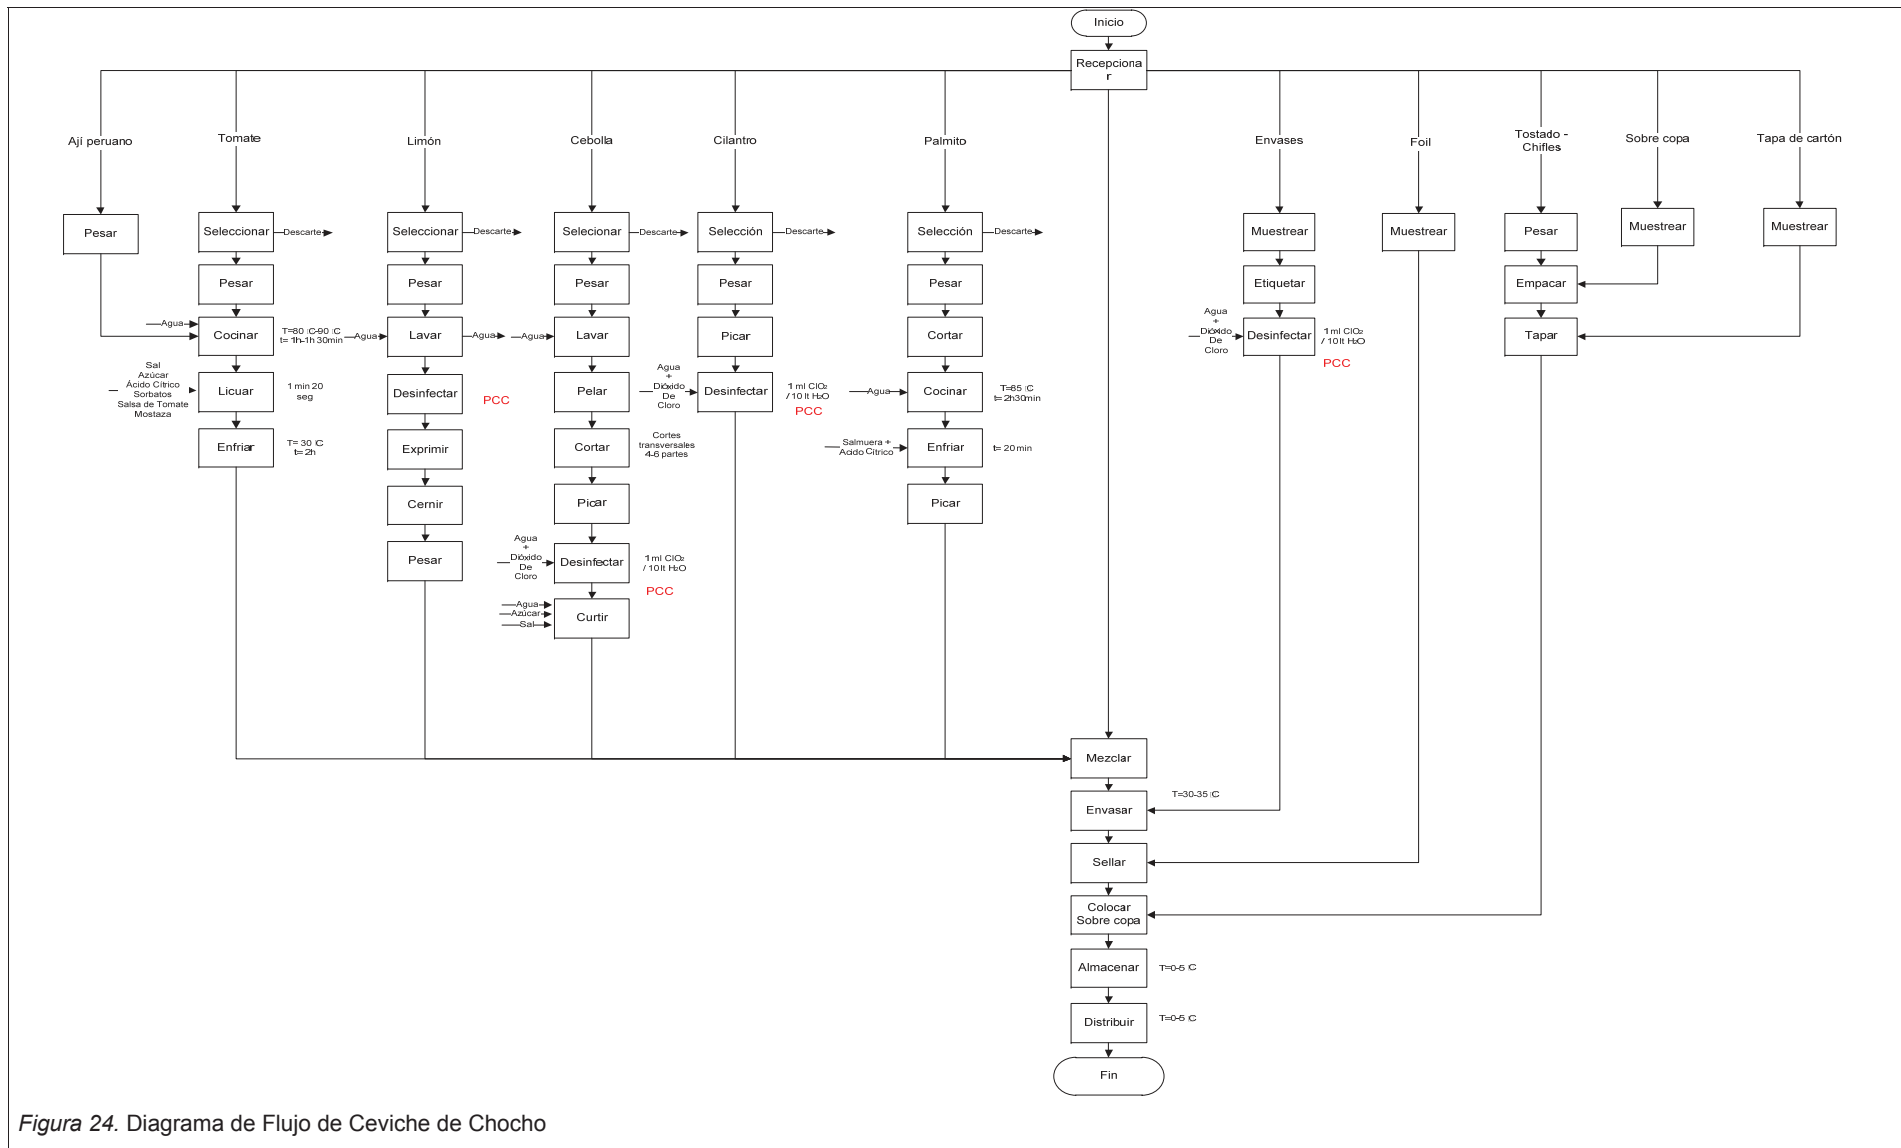 Inicio
Recepciona
r
Ají peruano
Tomate
Limón
Cebolla
Cilantro
Palmito
Envases
Foil
Tostado -
Chifles
Sobre copa
Tapa de cartón
Pesar
Seleccionar
Descarte
Seleccionar
Descarte
Selecionar
Descarte
Selección
Descarte
Selección
Descarte
Muestrear
Muestrear
Pesar
Muestrear
Muestrear
Pesar
Pesar
Pesar
Pesar
Pesar
Etiquetar
Empacar
Agua
Cocinar
T=80 °C-90 °C
t= 1h-1h 30min
Agua
Lavar
Agua
Agua
Lavar
Picar
Cortar
Agua
+
Dióxido
De
Cloro
Desinfectar
1 ml ClO2
/ 10 lt H2O
PCC
Tapar
Sal
Azúcar
Ácido Cítrico
Sorbatos
Salsa de Tomate
Mostaza
Licuar
1 min 20
seg
Desinfectar
PCC
Pelar
Agua
+
Dióxido
De
Cloro
Desinfectar
1 ml ClO2
/ 10 lt H2O
PCC
Agua
Cocinar
T=85 °C
t= 2h30min
Enfriar
T= 30 °C
t= 2h
Exprimir
Cortar
Cortes
transversales
4-6 partes
Salmuera +
Acido Cítrico
Enfriar
t= 20 min
Cernir
Picar
Picar
Pesar
Agua
+
Dióxido
De
Cloro
Desinfectar
1 ml ClO2
/ 10 lt H2O
PCC
Agua
Azúcar
Sal
Curtir
Mezclar
Envasar
T=30-35 °C
Sellar
Colocar
Sobre copa
Almacenar
T=0-5 °C
Distribuir
T=0-5 °C
Fin
Figura 24. Diagrama de Flujo de Ceviche de Chocho